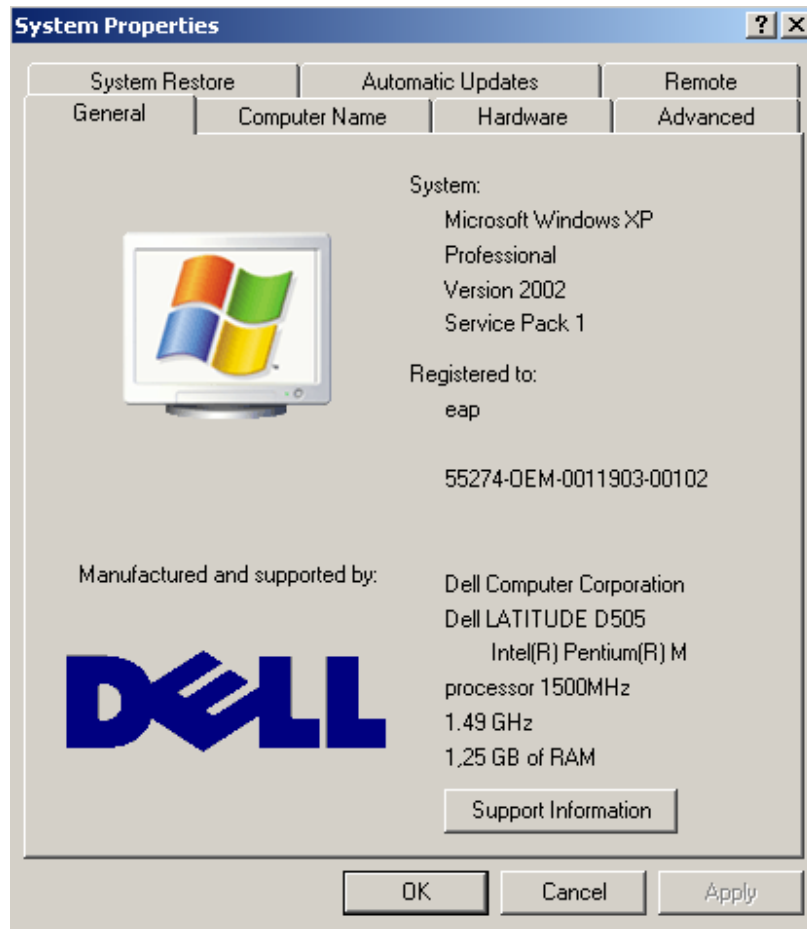 System Properties
System Restore Automatic Updates Remote
General Computer Name Hardware Advanced
System:
Microsoft Windows XP
Professional
Version 2002
Service Pack 1
Registered to:
eap
55274-OEM-0011903-00102
Manufactured and supported by:
Dell Computer Corporation
Dell LATITUDE D505
Intel(R) Pentium(R) M
processor 1500MHz
1.49 GHz
1,25 GB of RAM
DELL
Support Information
OK Cancel Apply